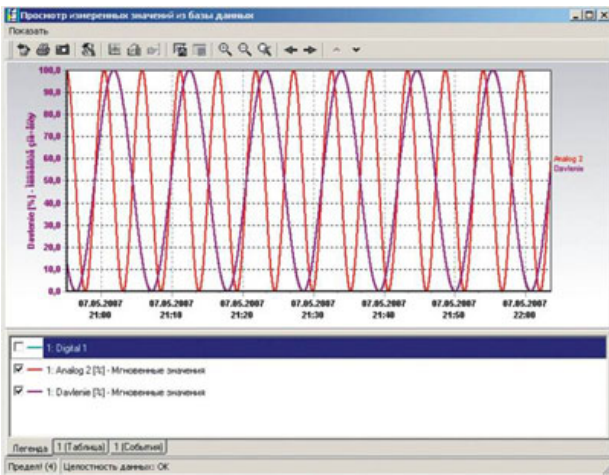 Просмотр измеренных значений из базы данных
Показать
100,0
90,0
80,0
70,0
60,0
50,0
40,0
30,0
20,0
10,0
0,0
Davlenie [%] -
Analog 2
Davlenie
07.05.2007 07.05.2007 07.05.2007 07.05.2007 07.05.2007 07.05.2007 07.05.2007
21:00 21:10 21:20 21:30 21:40 21:50 22:00
1: Digital 1
1: Analog 2 [%] - Мгновенные значения
1: Davlenie [%] - Мгновенные значения
Легенда 1 (Таблица) 1 (События)
Предел! (4) Целостность данных: OK